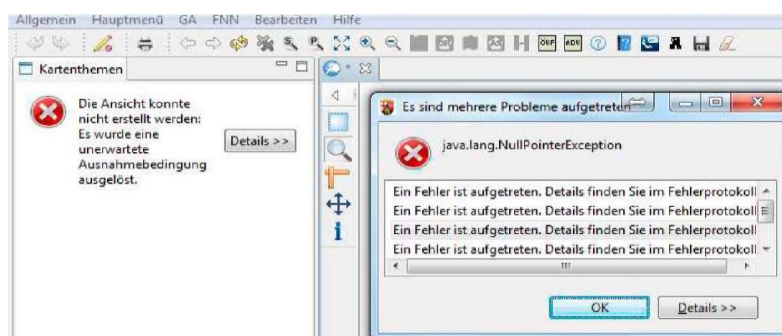 Allgemein Hauptmenü GA FNN Bearbeiten Hilfe
Kartenthemen
Die Ansicht konnte
nicht erstellt werden:
Es wurde eine
unerwartete
Ausnahmebedingung
ausgelöst.
Details >>
Es sind mehrere Probleme aufgetreten
java.lang.NullPointerException
Ein Fehler ist aufgetreten. Details finden Sie im Fehlerprotokoll
Ein Fehler ist aufgetreten. Details finden Sie im Fehlerprotokoll
Ein Fehler ist aufgetreten. Details finden Sie im Fehlerprotokoll
Ein Fehler ist aufgetreten. Details finden Sie im Fehlerprotokoll
OK
Details >>